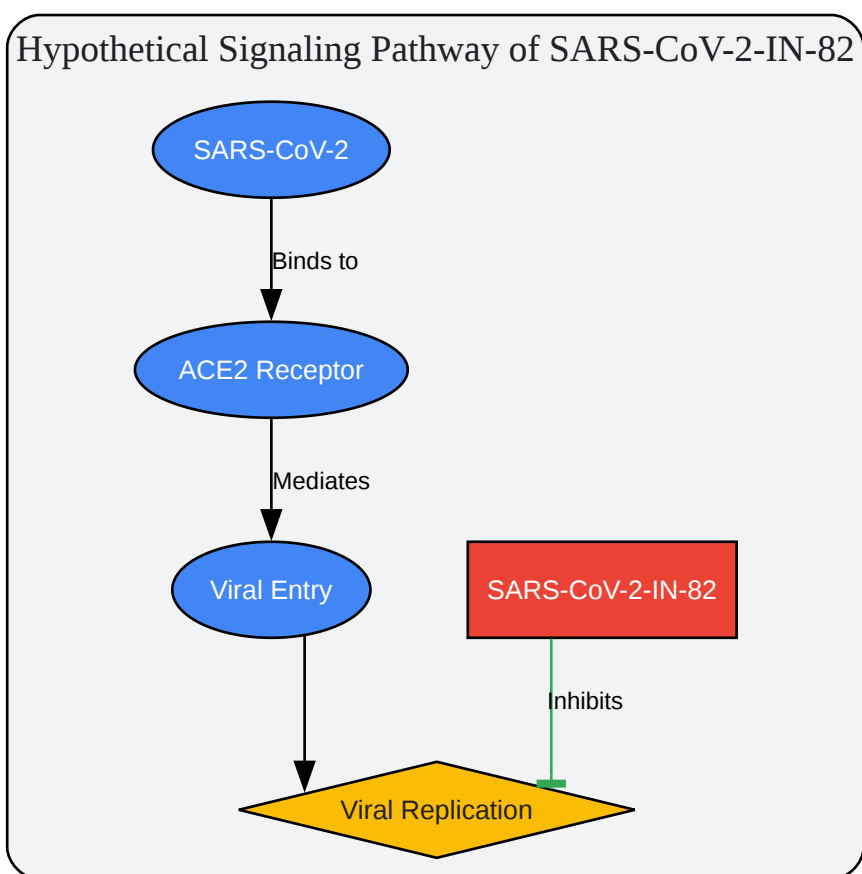 Hypothetical Signaling Pathway of SARS-CoV-2-IN-82
SARS-CoV-2
Binds to
ACE2 Receptor
Mediates
Viral Entry
SARS-CoV-2-IN-82
Inhibits
Viral Replication